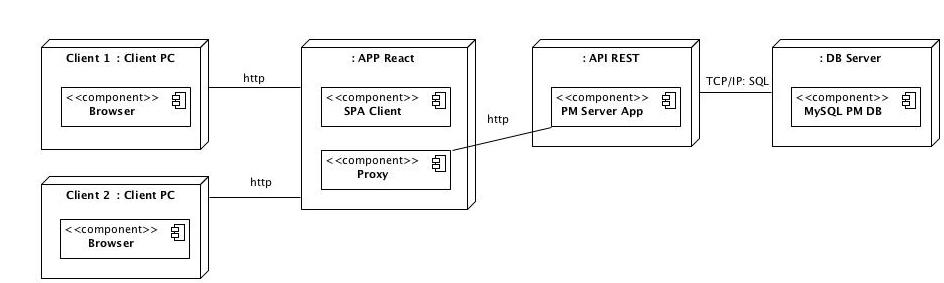 Client 1 : Client PC
<<component>>
Browser
http
: APP React
<<component>>
SPA Client
<<component>>
Proxy
http
: API REST
<<component>>
PM Server App
TCP/IP: SQL
: DB Server
<<component>>
MySQL PM DB
Client 2 : Client PC
<<component>>
Browser
http